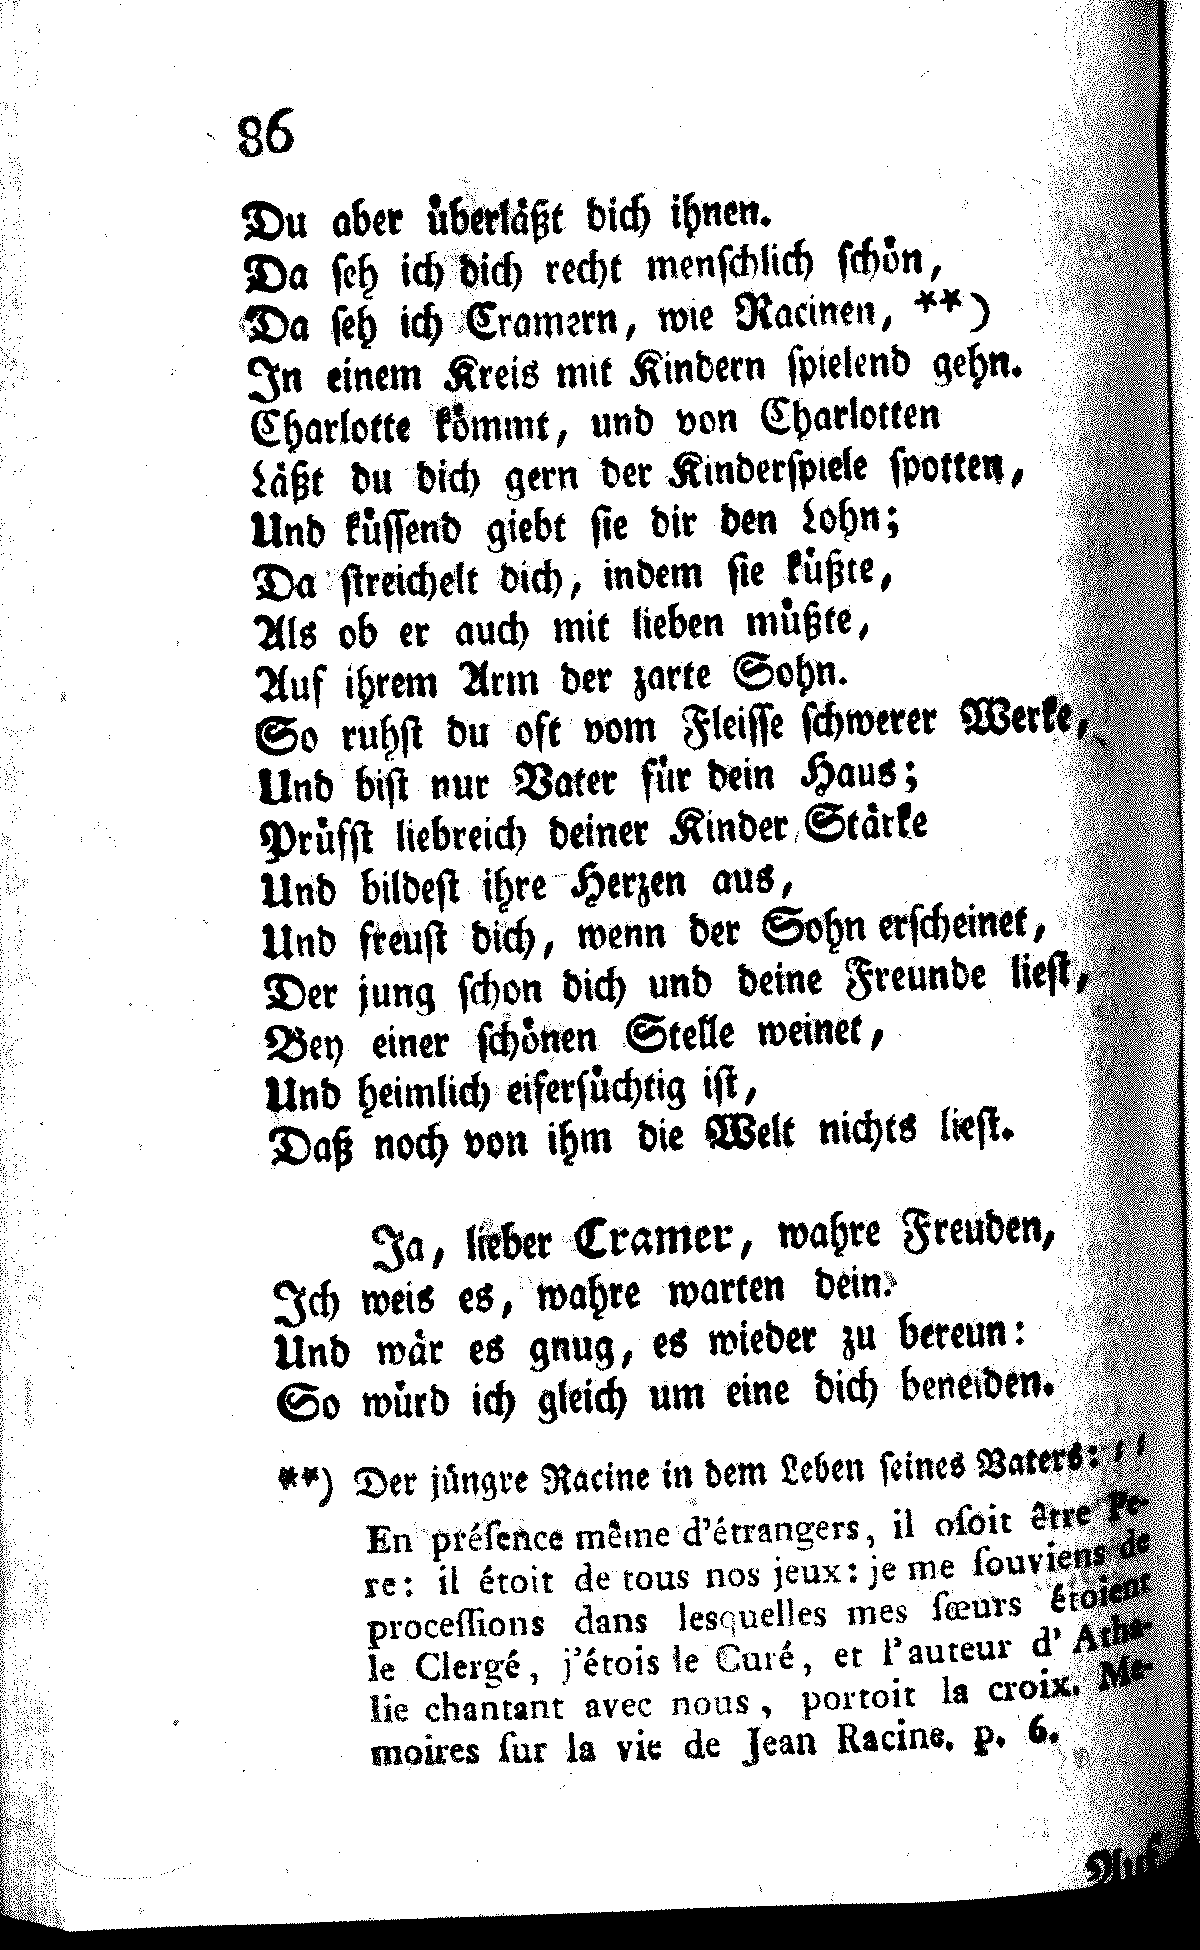 86
Du aber überläßt dich ihnen.
Da seh ich dich recht menschlich schön,
Da seh ich Cramern, wie Racinen, **)
In einem Kreis mit Kindern spielend gehn.
Charlotte kömmt, und von Charlotten
Läßt du dich gern der Kinderspiele spotten,
Und küssend giebt sie dir den Lohn;
Da streichelt dich, indem sie küßte,
Als ob er auch mit lieben müßte,
Auf ihrem Arm der zarte Sohn.
So ruhst du oft vom Fleisse schwerer Werke,
Und bist nur Vater für dein Haus;
Prüfst liebreich deiner Kinder Stärke
Und bildest ihre Herzen aus,
Und freust dich, wenn der Sohn erscheinet,
Der jung schon dich und deine Freunde liest,
Bey einer schönen Stelle weinet,
Und heimlich eifersüchtig ist,
Daß noch von ihm die Welt nichts liest.
Ja, lieber Cramer, wahre Freuden,
Ich weis es, wahre warten dein.
Und wär es gnug, es wieder zu bereun:
So würd ich gleich um eine dich beneiden.
**) Der jüngre Racine in dem Leben seines Vaters: ,,
En préſence même d'étrangers, il oſoit être Pe-
re: il étoit de tous nos jeux: je me ſouviens de
proceſſions dans lesquelles mes ſœurs étoient
le Clergé, j'étois le Curé, et l'auteur d' Atha-
lie chantant avec nous, portoit la croix. Me-
moires ſur la vie de Jean Racine. p. 6.
Auf